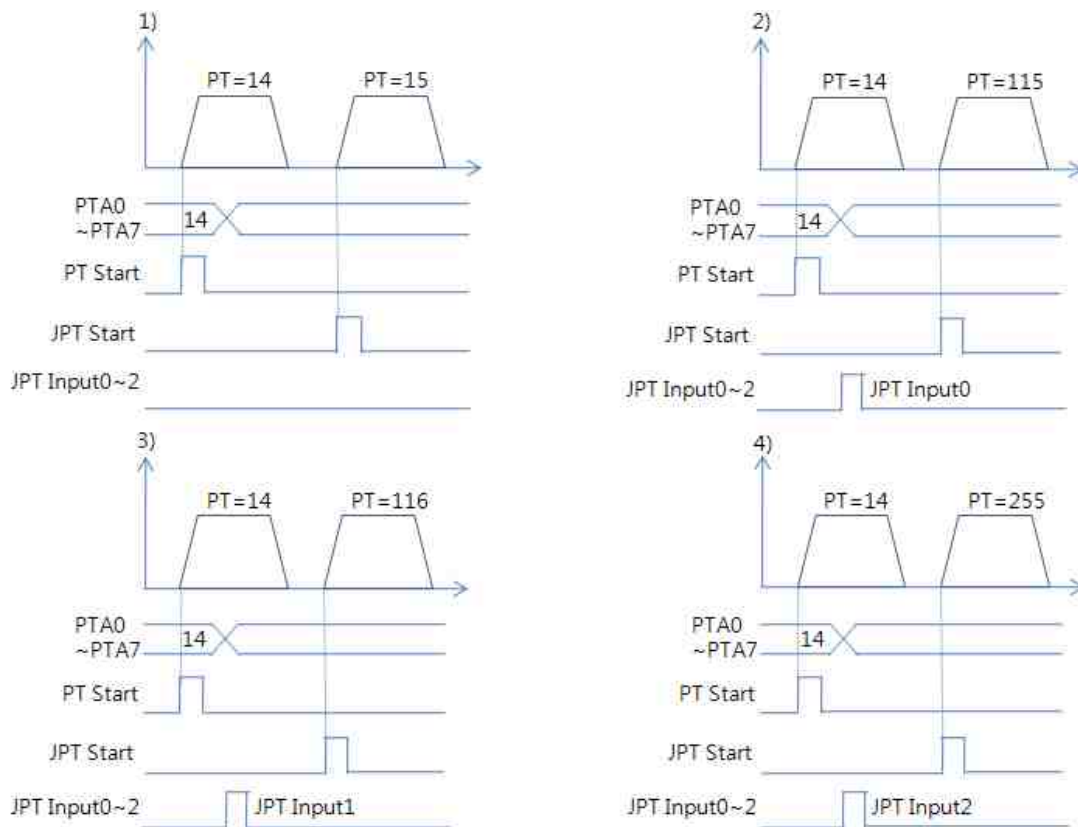 1)
PT=14 PT=15
PTA0
~PTA7
14
PT Start
JPT Start
JPT Input0~2
2)
PT=14 PT=115
PTA0
~PTA7
14
PT Start
JPT Start
JPT Input0~2 JPT Input0
3)
PT=14 PT=116
PTA0
~PTA7
14
PT Start
JPT Start
JPT Input0~2 JPT Input1
4)
PT=14 PT=255
PTA0
~PTA7
14
PT Start
JPT Start
JPT Input0~2 JPT Input2